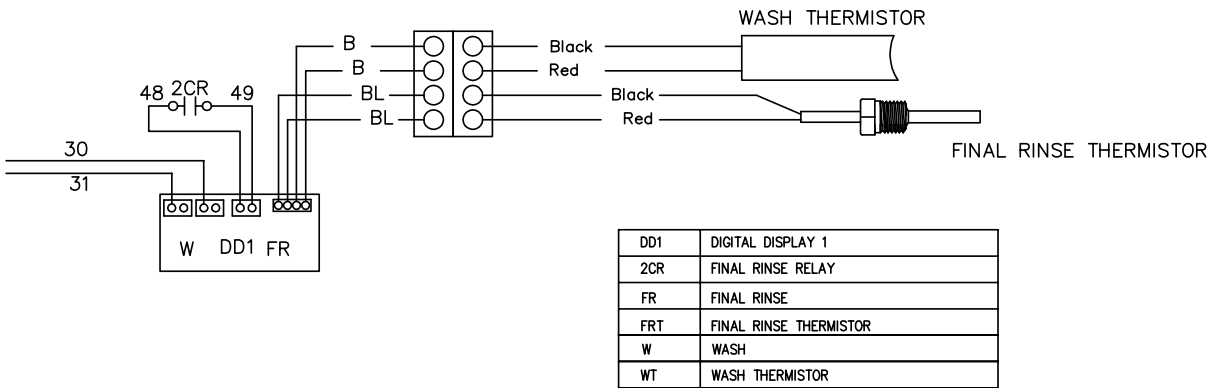 WASH THERMISTOR
B Black
B Red
48 2CR 49
BL Black
BL Red
FINAL RINSE THERMISTOR
30
31
W DD1 FR
DD1 DIGITAL DISPLAY 1
2CR FINAL RINSE RELAY
FR FINAL RINSE
FRT FINAL RINSE THERMISTOR
W WASH
WT WASH THERMISTOR